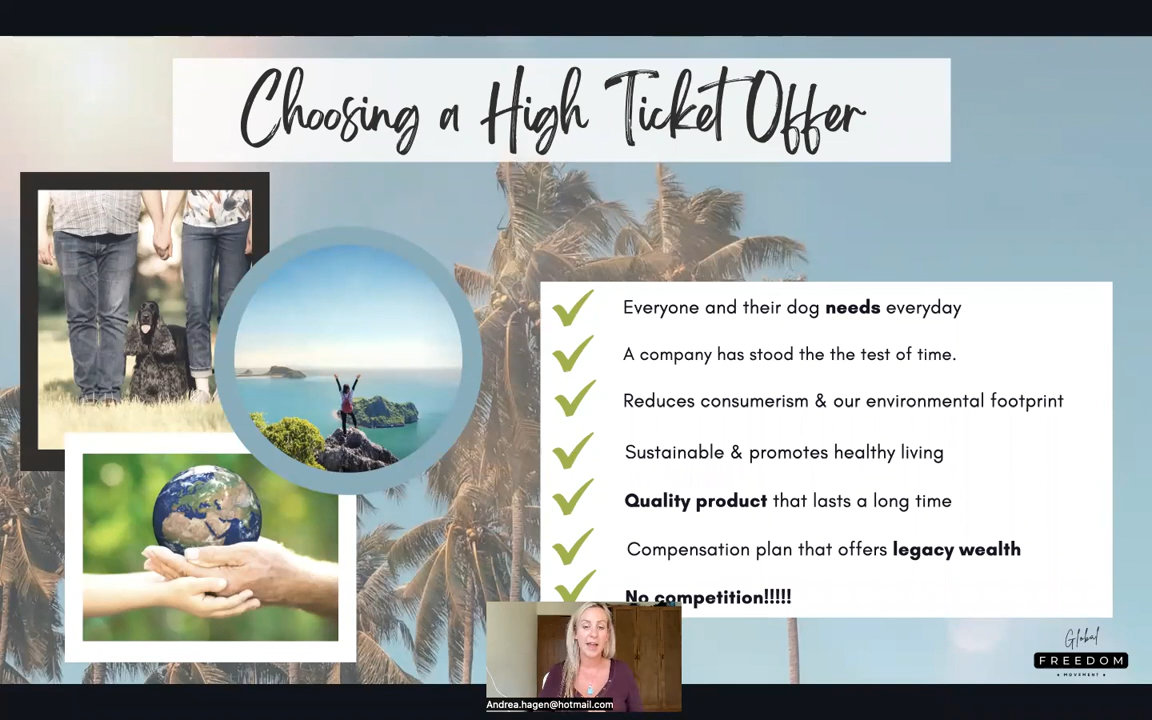 Choosing a High Ticket Offer
Everyone and their dog needs everyday
A company has stood the the test of time.
Reduces consumerism & our environmental footprint
Sustainable & promotes healthy living
Quality product that lasts a long time
Compensation plan that offers legacy wealth
No competition!!!!!
Global
FREEDOM
MOVEMENT
Andrea.hagen@hotmail.com